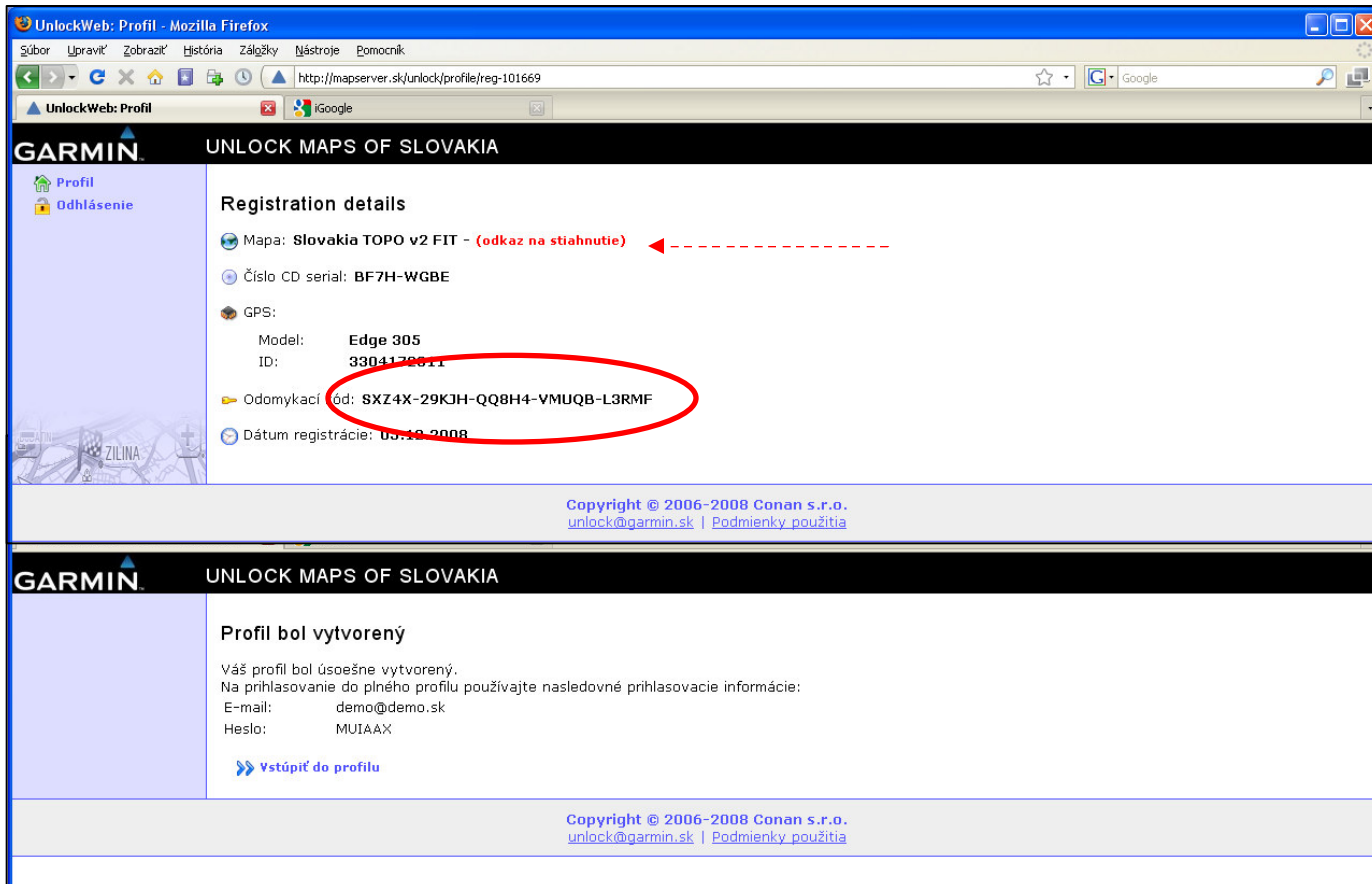 UnlockWeb: Profil - Mozilla Firefox
Súbor Upraviť Zobraziť História Záložky Nástroje Pomocník
http://mapserver.sk/unlock/profile/reg-101669
G Google
UnlockWeb: Profil
iGoogle
GARMIN™ UNLOCK MAPS OF SLOVAKIA
Profil
Odhlásenie
Registration details
Mapa: Slovakia TOPO v2 FIT - (odkaz na stiahnutie)
Číslo CD serial: BF7H-WGBE
GPS:
Model: Edge 305
ID:
Odomykací kód: SXZ4X-29KJH-QQ8H4-VMUQB-L3RMF
Dátum registrácie: 2008
ZILINA
Copyright © 2006-2008 Conan s.r.o.
unlock@garmin.sk | Podmienky použitia
GARMIN™ UNLOCK MAPS OF SLOVAKIA
Profil bol vytvorený
Váš profil bol úsoešne vytvorený.
Na prihlasovanie do plného profilu používajte nasledovné prihlasovacie informácie:
E-mail: demo@demo.sk
Heslo: MUIAAX
Vstúpiť do profilu
Copyright © 2006-2008 Conan s.r.o.
unlock@garmin.sk | Podmienky použitia